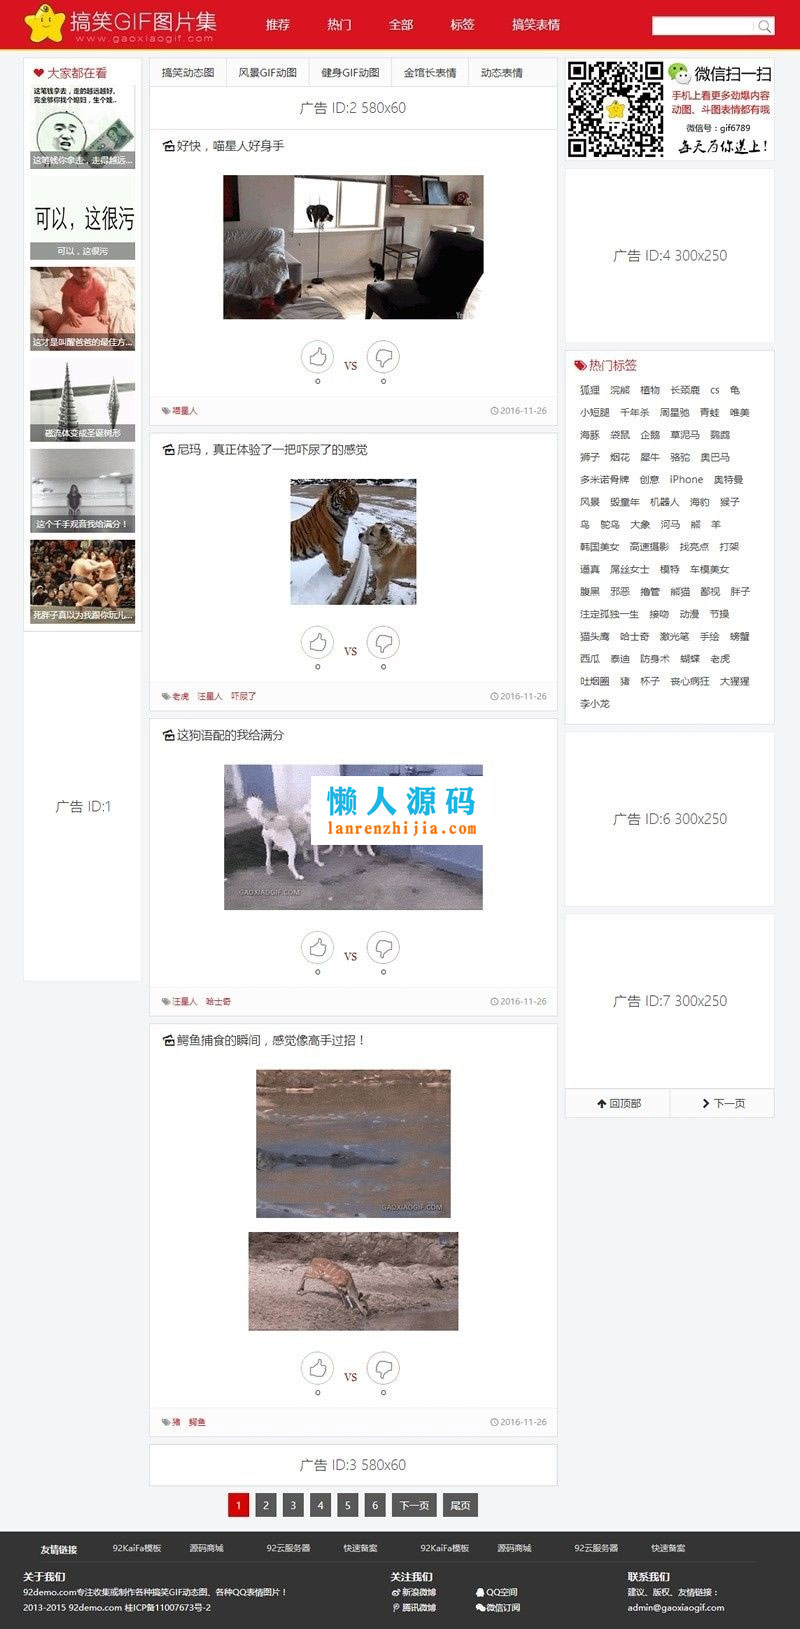 搞笑GIF图片集
www.gaoxiaogif.com
推荐 热门 全部 标签 搞笑表情
大家都在看
这笔钱拿去，走的越远越好。
完全够你找个媳妇，生个娃..
这笔钱你拿走，走得越远...
可以，这很污
可以，这很污
这才是叫醒爸爸的最佳方...
磁流体变成圣诞树形
这个千手观音我给满分！
死胖子真以为我跟你玩儿...
广告 ID:1
搞笑动态图 风景GIF动图 健身GIF动图 金馆长表情 动态表情
广告 ID:2 580x60
好快，喵星人好身手
vs
0 0
喵星人 2016-11-26
尼玛，真正体验了一把吓尿了的感觉
vs
0 0
老虎 汪星人 吓尿了 2016-11-26
这狗语配的我给满分
懒人源码
lanrenzhijia.com
GAOXIAOGIF.COM
vs
0 0
汪星人 哈士奇 2016-11-26
鳄鱼捕食的瞬间，感觉像高手过招！
GAOXIAOGIF.COM
vs
0 0
猪 鳄鱼 2016-11-26
广告 ID:3 580x60
1 2 3 4 5 6 下一页 尾页
微信扫一扫
手机上看更多劲爆内容
动图、斗图表情都有哦
微信号：gif6789
每天为你送上！
广告 ID:4 300x250
热门标签
狐狸 浣熊 植物 长颈鹿 cs 龟
小短腿 千年杀 周星驰 青蛙 唯美
海豚 袋鼠 企鹅 草泥马 鹦鹉
狮子 烟花 犀牛 骆驼 奥巴马
多米诺骨牌 创意 iPhone 奥特曼
风景 毁童年 机器人 海豹 猴子
鸟 鸵鸟 大象 河马 熊 羊
韩国美女 高速摄影 找亮点 打架
逼真 屌丝女士 模特 车模美女
腹黑 邪恶 撸管 熊猫 鄙视 胖子
注定孤独一生 接吻 动漫 节操
猫头鹰 哈士奇 激光笔 手绘 螃蟹
西瓜 泰迪 防身术 蝴蝶 老虎
吐烟圈 猪 杯子 丧心病狂 大猩猩
李小龙
广告 ID:6 300x250
广告 ID:7 300x250
回顶部 下一页
友情链接 92KaiFa模板 源码商城 92云服务器 快速备案 92KaiFa模板 源码商城 92云服务器 快速备案
关于我们
92demo.com专注收集或制作各种搞笑GIF动态图、各种QQ表情图片！
2013-2015 92demo.com 桂ICP备11007673号-2
关注我们
新浪微博 QQ空间
腾讯微博 微信订阅
联系我们
建议、版权、友情链接：
admin@gaoxiaogif.com